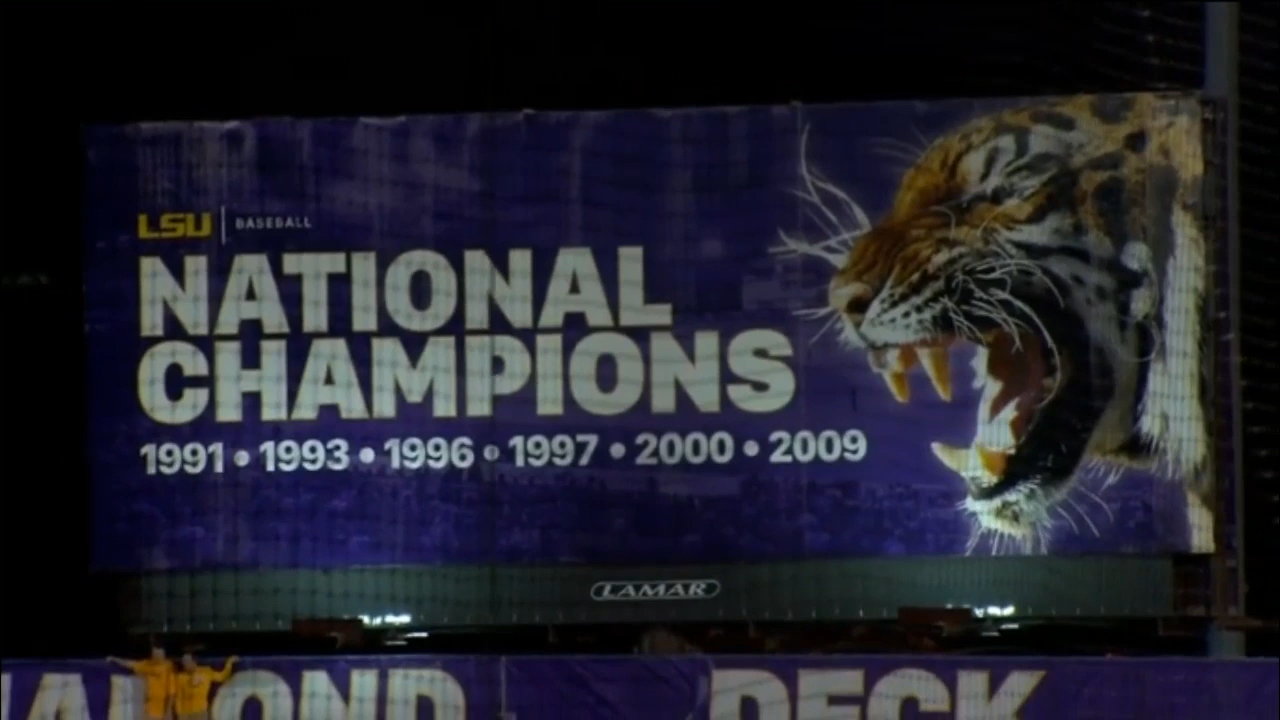 LSU | BASEBALL
NATIONAL
CHAMPIONS
1991 • 1993 • 1996 • 1997 • 2000 • 2009
LAMAR
DECK